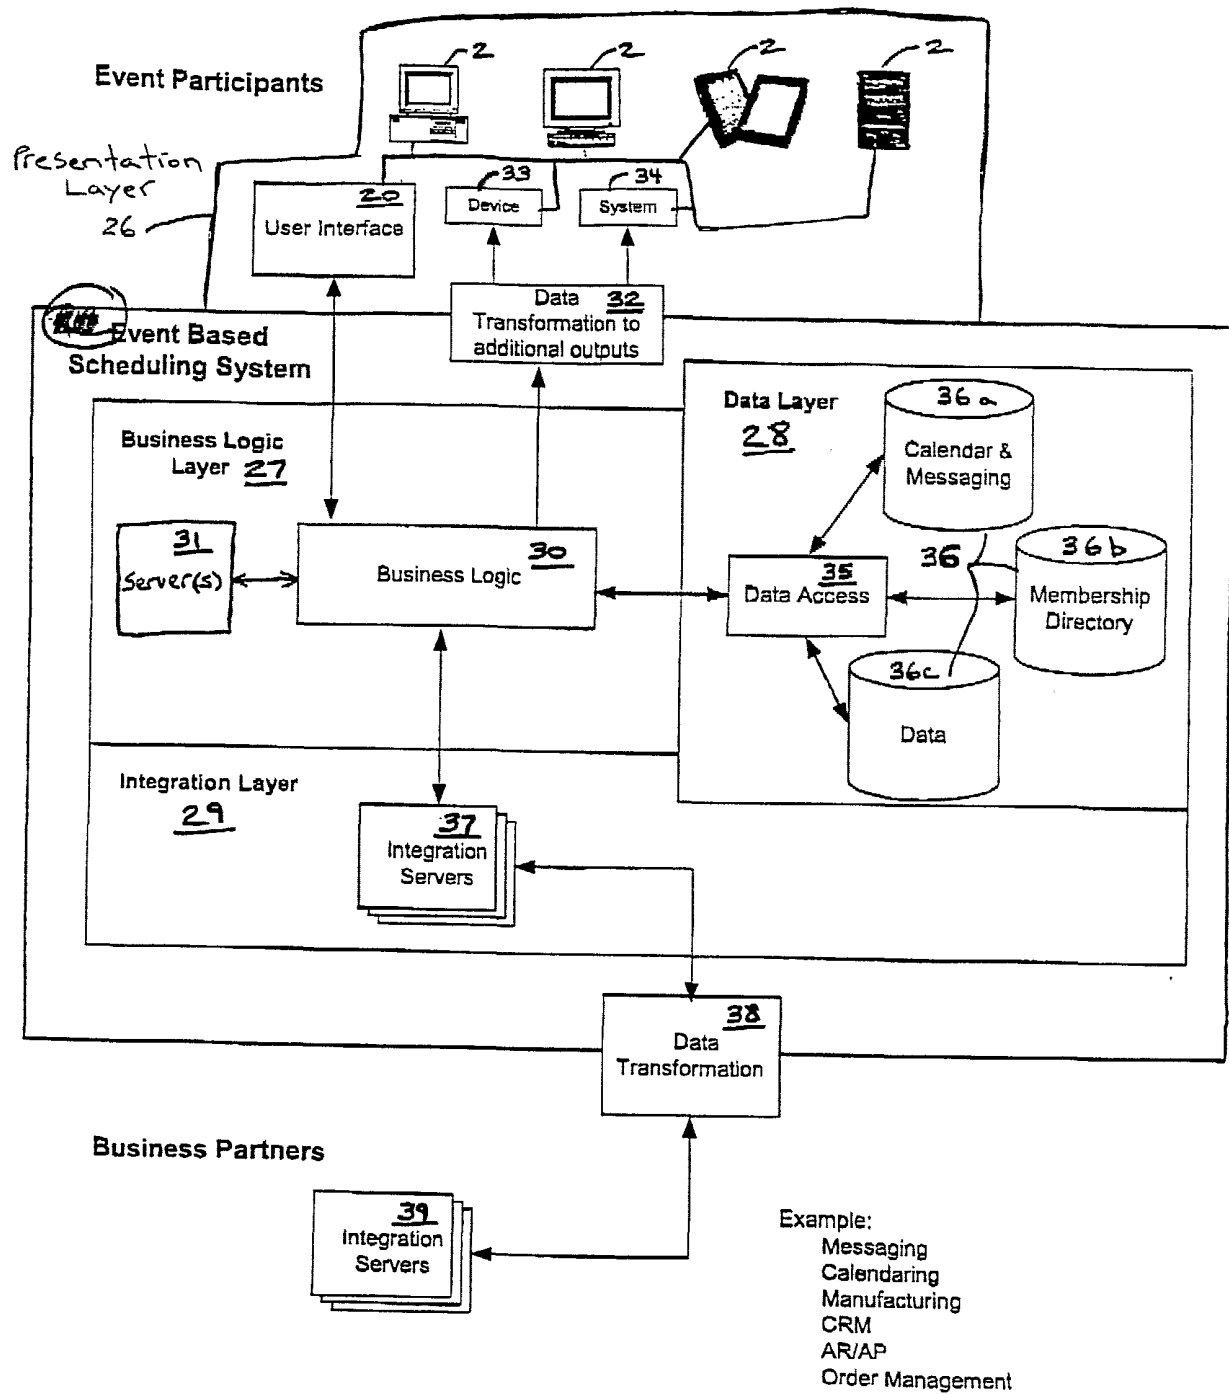 2
2
2
2
Event Participants
Presentation
Layer
26
33
34
20
User Interface
Device
System
Data
32
Transformation to
additional outputs
Event Based
Scheduling System
Business Logic
Layer 27
Data Layer
28
36a
Calendar &
Messaging
31
Server(s)
30
Business Logic
35
Data Access
36
36b
Membership
Directory
36c
Data
Integration Layer
29
37
Integration
Servers
38
Data
Transformation
Business Partners
39
Integration
Servers
Example:
Messaging
Calendaring
Manufacturing
CRM
AR/AP
Order Management